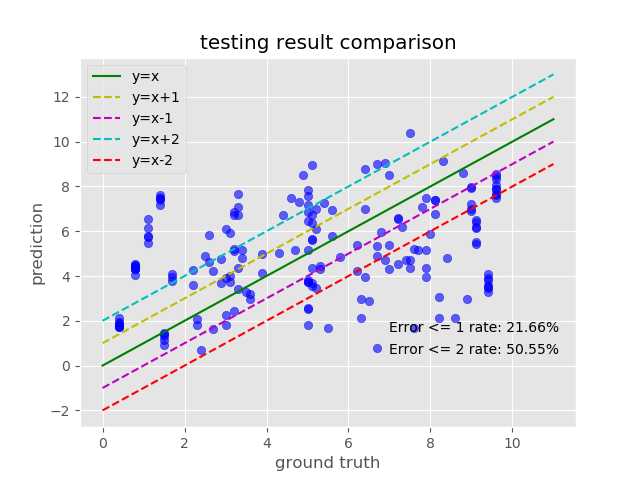 testing result comparison
y=x
y=x+1
y=x-1
y=x+2
y=x-2
12
10
8
6
4
2
0
−2
prediction
Error <= 1 rate: 21.66%
Error <= 2 rate: 50.55%
0 2 4 6 8 10
ground truth